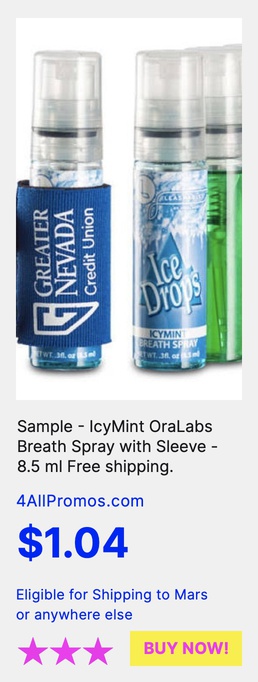 GREATER
NEVADA
Credit Union
Ice
Drops
ICYMINT
BREATH SPRAY
Sample - IcyMint OraLabs
Breath Spray with Sleeve -
8.5 ml Free shipping.
4AllPromos.com
$1.04
Eligible for Shipping to Mars
or anywhere else
BUY NOW!